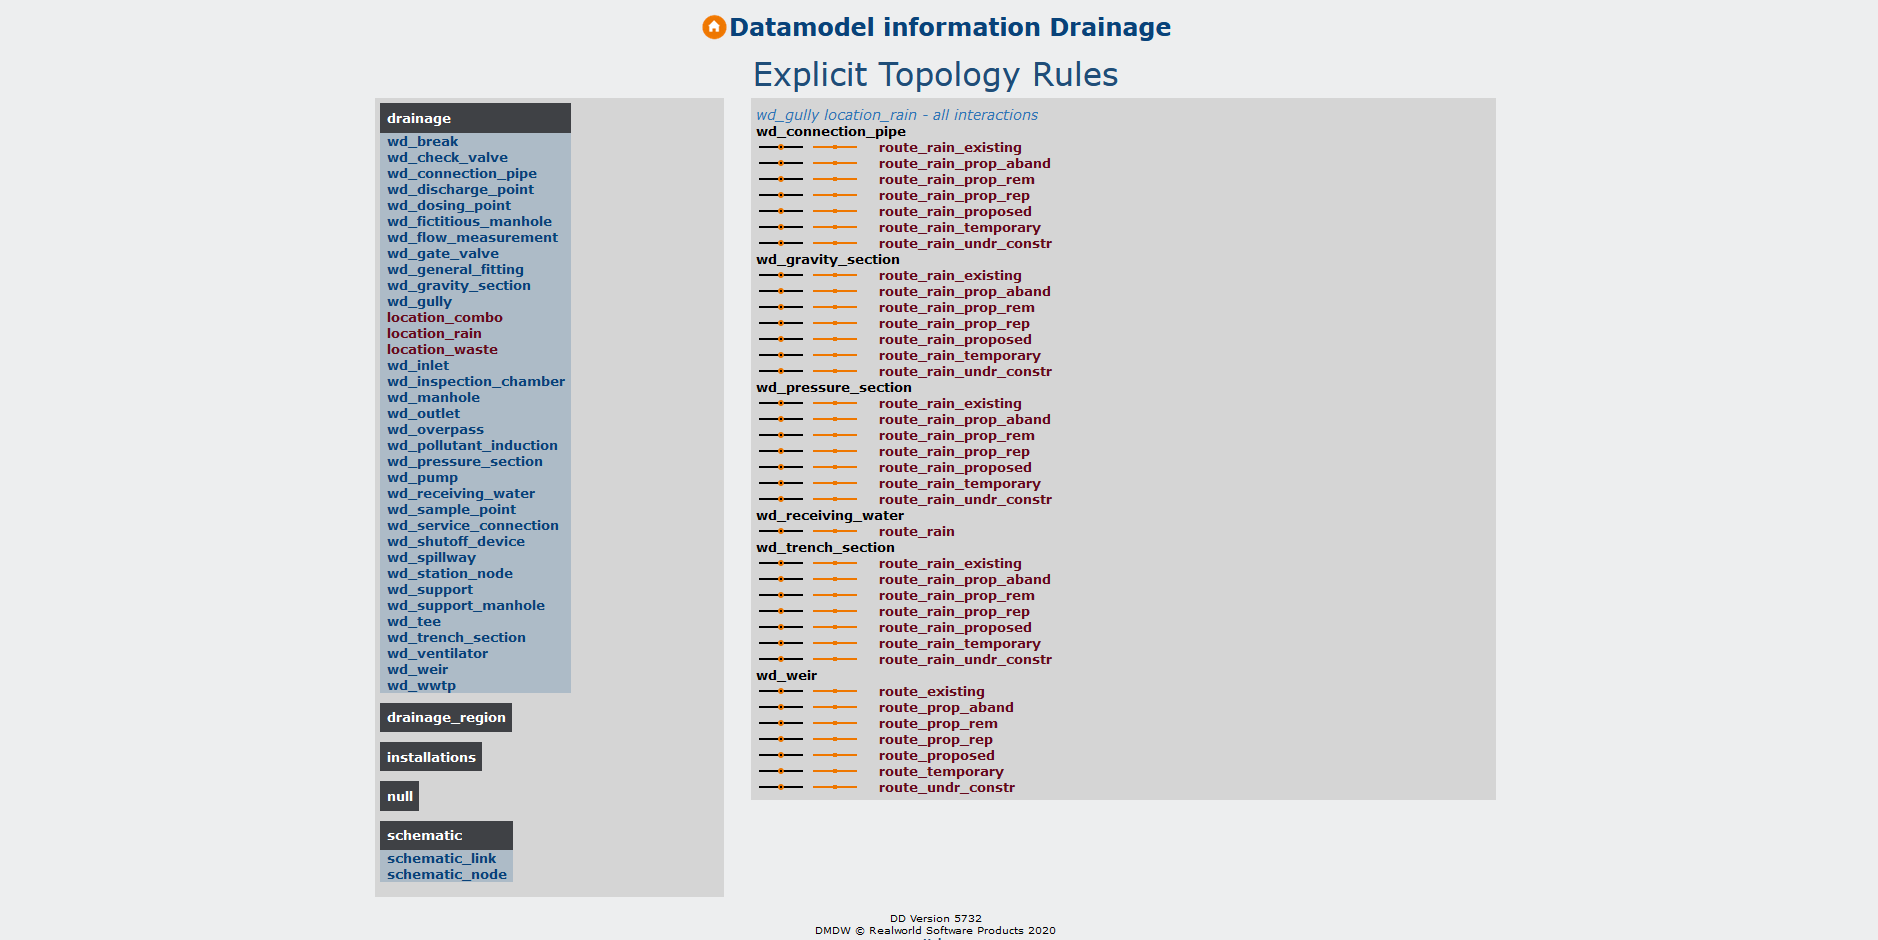 Datamodel information Drainage
Explicit Topology Rules
drainage
wd_break
wd_check_valve
wd_connection_pipe
wd_discharge_point
wd_dosing_point
wd_fictitious_manhole
wd_flow_measurement
wd_gate_valve
wd_general_fitting
wd_gravity_section
wd_gully
location_combo
location_rain
location_waste
wd_inlet
wd_inspection_chamber
wd_manhole
wd_outlet
wd_overpass
wd_pollutant_induction
wd_pressure_section
wd_pump
wd_receiving_water
wd_sample_point
wd_service_connection
wd_shutoff_device
wd_spillway
wd_station_node
wd_support
wd_support_manhole
wd_tee
wd_trench_section
wd_ventilator
wd_weir
wd_wwtp
drainage_region
installations
null
schematic
schematic_link
schematic_node
wd_gully location_rain - all interactions
wd_connection_pipe
route_rain_existing
route_rain_prop_aband
route_rain_prop_rem
route_rain_prop_rep
route_rain_proposed
route_rain_temporary
route_rain_undr_constr
wd_gravity_section
route_rain_existing
route_rain_prop_aband
route_rain_prop_rem
route_rain_prop_rep
route_rain_proposed
route_rain_temporary
route_rain_undr_constr
wd_pressure_section
route_rain_existing
route_rain_prop_aband
route_rain_prop_rem
route_rain_prop_rep
route_rain_proposed
route_rain_temporary
route_rain_undr_constr
wd_receiving_water
route_rain
wd_trench_section
route_rain_existing
route_rain_prop_aband
route_rain_prop_rem
route_rain_prop_rep
route_rain_proposed
route_rain_temporary
route_rain_undr_constr
wd_weir
route_existing
route_prop_aband
route_prop_rem
route_prop_rep
route_proposed
route_temporary
route_undr_constr
DD Version 5732
DMDW © Realworld Software Products 2020